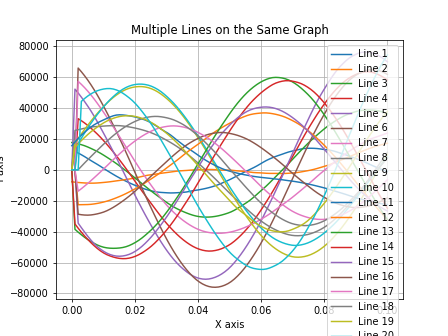 Multiple Lines on the Same Graph
80000
60000
40000
20000
0
−20000
−40000
−60000
−80000
0.00
0.02
0.04
0.06
X axis
axis
Line 1
Line 2
Line 3
Line 4
Line 5
Line 6
Line 7
Line 8
Line 9
Line 10
Line 11
Line 12
Line 13
Line 14
Line 15
Line 16
Line 17
Line 18
Line 19
Line 20